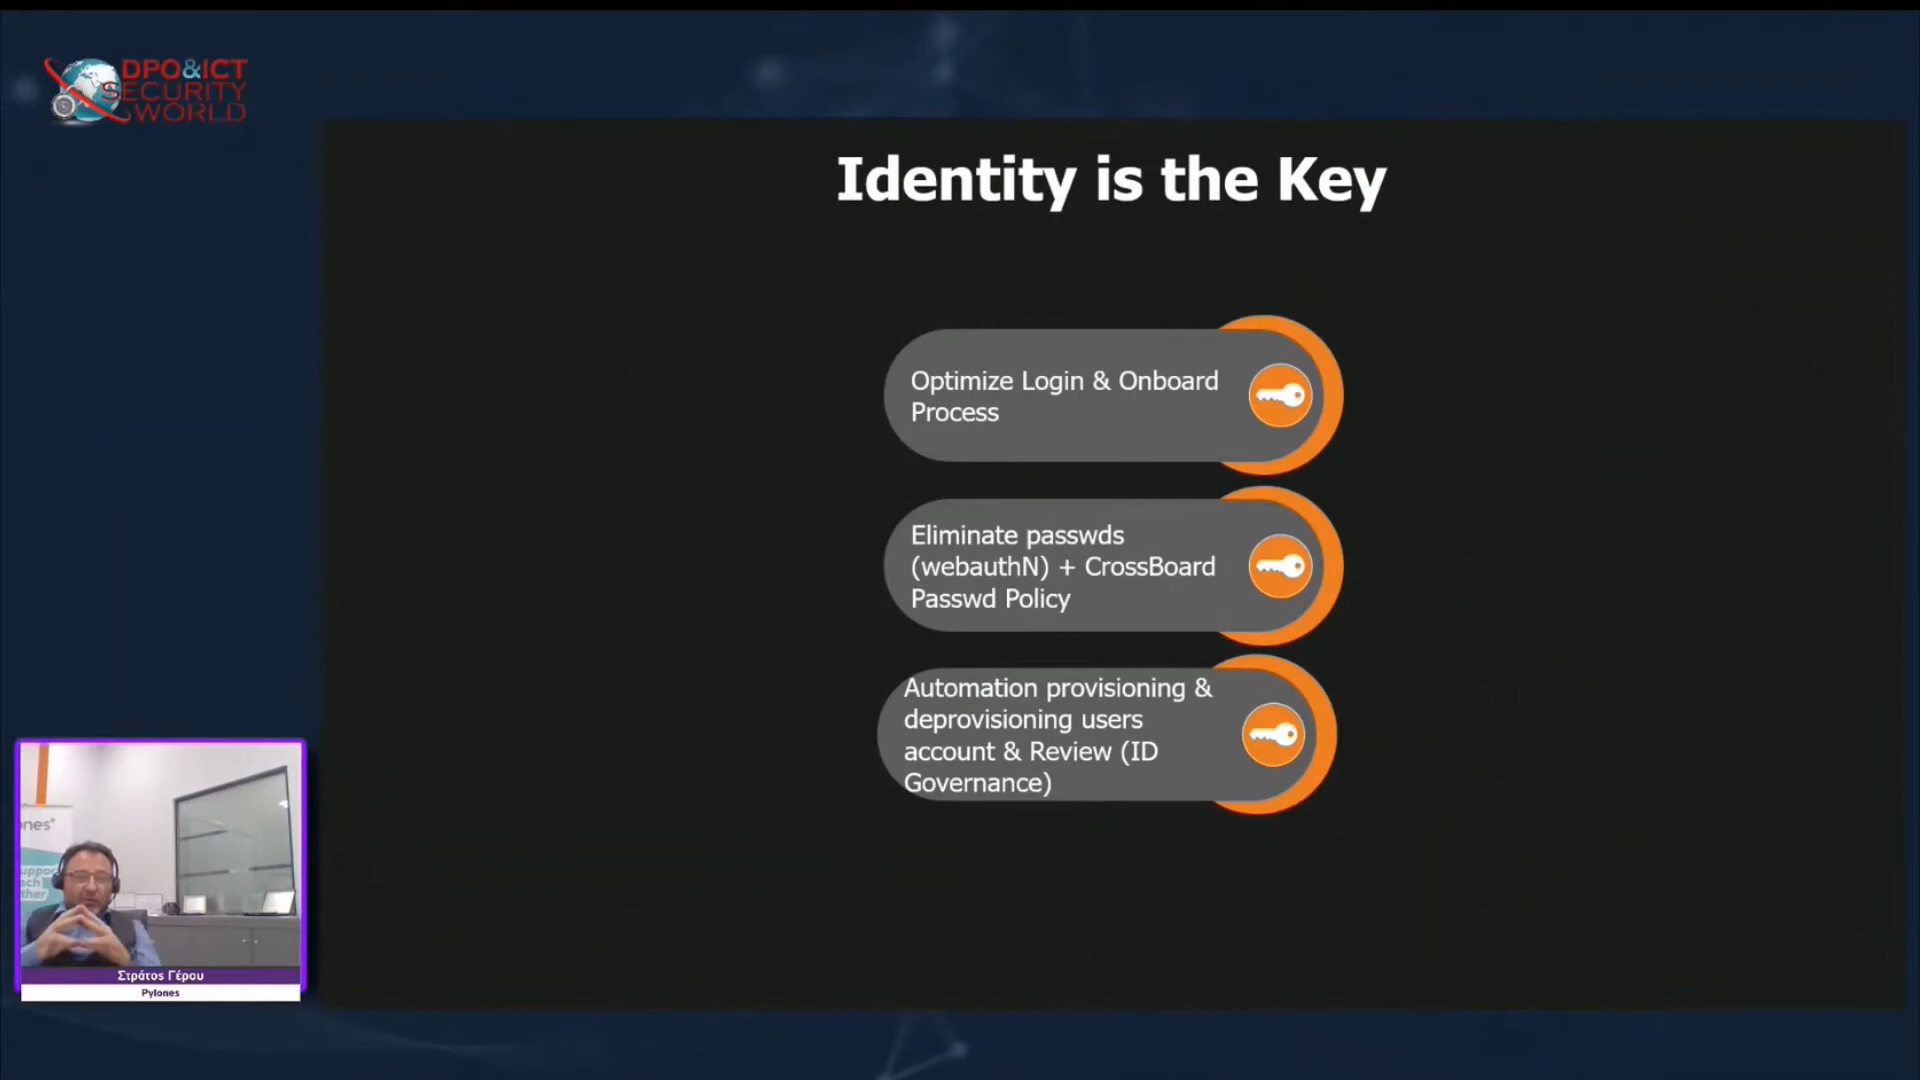 DPO&ICT
SECURITY
WORLD
Identity is the Key
Optimize Login & Onboard
Process
Eliminate passwds
(webauthN) + CrossBoard
Passwd Policy
Automation provisioning &
deprovisioning users
account & Review (ID
Governance)
Στράτος Γέρου
Pylones